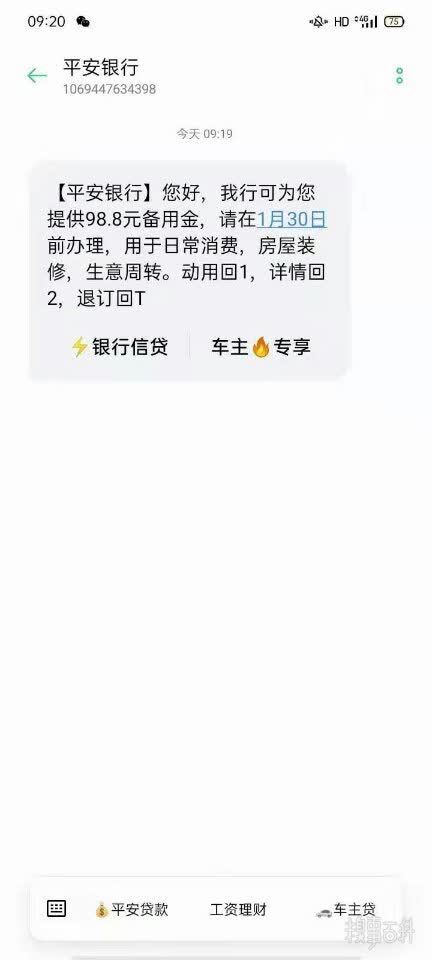 09:20
HD 4G 75
平安银行
1069447634398
今天 09:19
【平安银行】您好，我行可为您
提供98.8元备用金，请在1月30日
前办理，用于日常消费，房屋装
修，生意周转。动用回1，详情回
2，退订回T
⚡银行信贷 车主🔥专享
💰平安贷款 工资理财 🚗车主贷